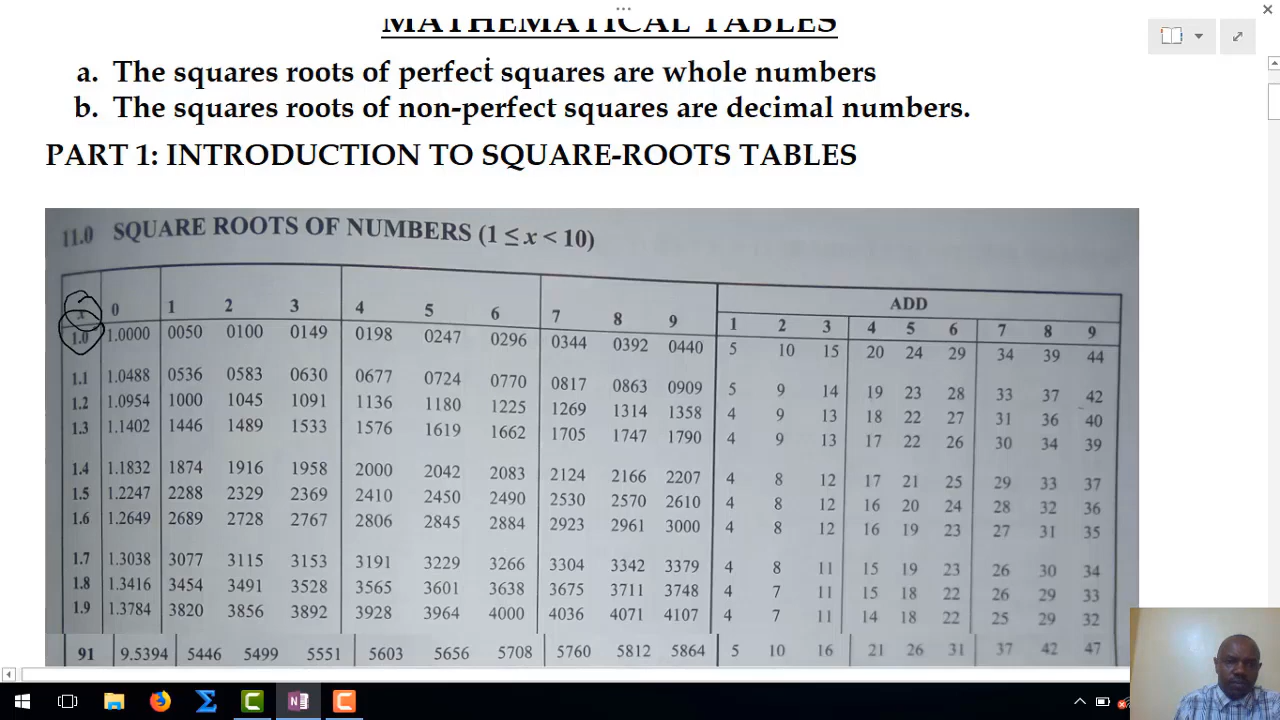 MATHEMATICAL TABLES
a. The squares roots of perfect squares are whole numbers
b. The squares roots of non-perfect squares are decimal numbers.
PART 1: INTRODUCTION TO SQUARE-ROOTS TABLES
11.0 SQUARE ROOTS OF NUMBERS (1 ≤ x < 10)
ADD
x 0 1 2 3 4 5 6 7 8 9 1 2 3 4 5 6 7 8 9
1.0 1.0000 0050 0100 0149 0198 0247 0296 0344 0392 0440 5 10 15 20 24 29 34 39 44
1.1 1.0488 0536 0583 0630 0677 0724 0770 0817 0863 0909 5 9 14 19 23 28 33 37 42
1.2 1.0954 1000 1045 1091 1136 1180 1225 1269 1314 1358 4 9 13 18 22 27 31 36 40
1.3 1.1402 1446 1489 1533 1576 1619 1662 1705 1747 1790 4 9 13 17 22 26 30 34 39
1.4 1.1832 1874 1916 1958 2000 2042 2083 2124 2166 2207 4 8 12 17 21 25 29 33 37
1.5 1.2247 2288 2329 2369 2410 2450 2490 2530 2570 2610 4 8 12 16 20 24 28 32 36
1.6 1.2649 2689 2728 2767 2806 2845 2884 2923 2961 3000 4 8 12 16 19 23 27 31 35
1.7 1.3038 3077 3115 3153 3191 3229 3266 3304 3342 3379 4 8 11 15 19 23 26 30 34
1.8 1.3416 3454 3491 3528 3565 3601 3638 3675 3711 3748 4 7 11 15 18 22 26 29 33
1.9 1.3784 3820 3856 3892 3928 3964 4000 4036 4071 4107 4 7 11 14 18 22 25 29 32
91 9.5394 5446 5499 5551 5603 5656 5708 5760 5812 5864 5 10 16 21 26 31 37 42 47